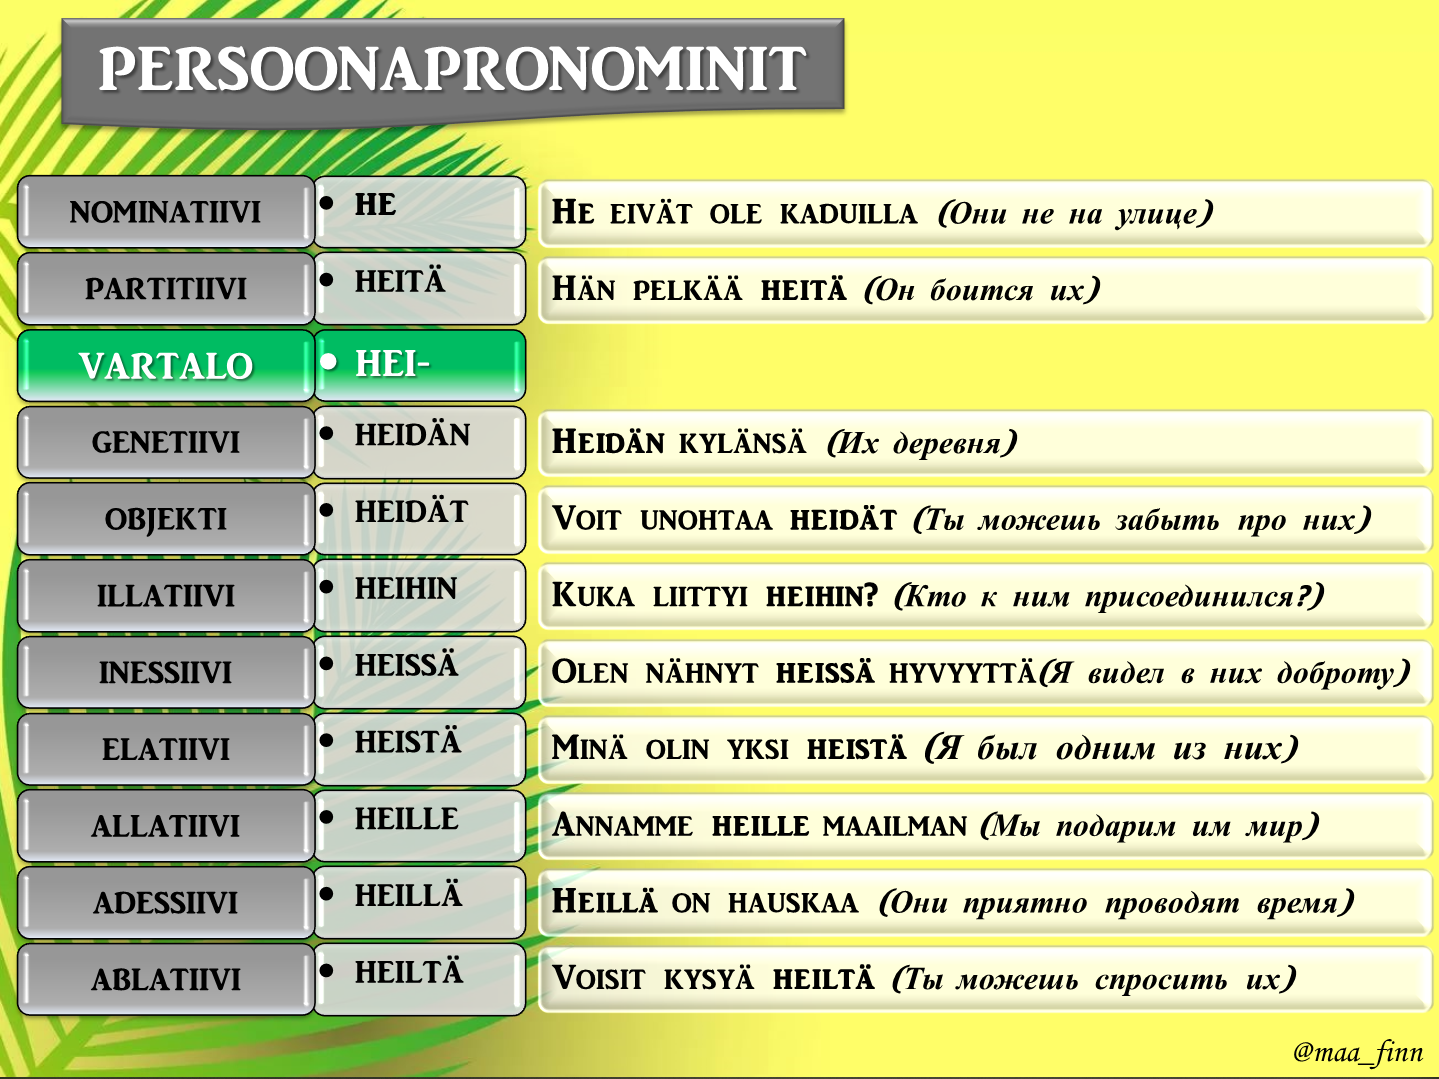 PERSOONAPRONOMINIT
NOMINATIIVI • HE He eivät ole kaduilla (Они не на улице)
PARTITIIVI • HEITÄ Hän pelkää heitä (Он боится их)
VARTALO • HEI-
GENETIIVI • HEIDÄN Heidän kylänsä (Их деревня)
OBJEKTI • HEIDÄT Voit unohtaa heidät (Ты можешь забыть про них)
ILLATIIVI • HEIHIN Kuka liittyi heihin? (Кто к ним присоединился?)
INESSIIVI • HEISSÄ Olen nähnyt heissä hyvyyttä(Я видел в них доброту)
ELATIIVI • HEISTÄ Minä olin yksi heistä (Я был одним из них)
ALLATIIVI • HEILLE Annamme heille maailman (Мы подарим им мир)
ADESSIIVI • HEILLÄ Heillä on hauskaa (Они приятно проводят время)
ABLATIIVI • HEILTÄ Voisit kysyä heiltä (Ты можешь спросить их)
@maa_finn